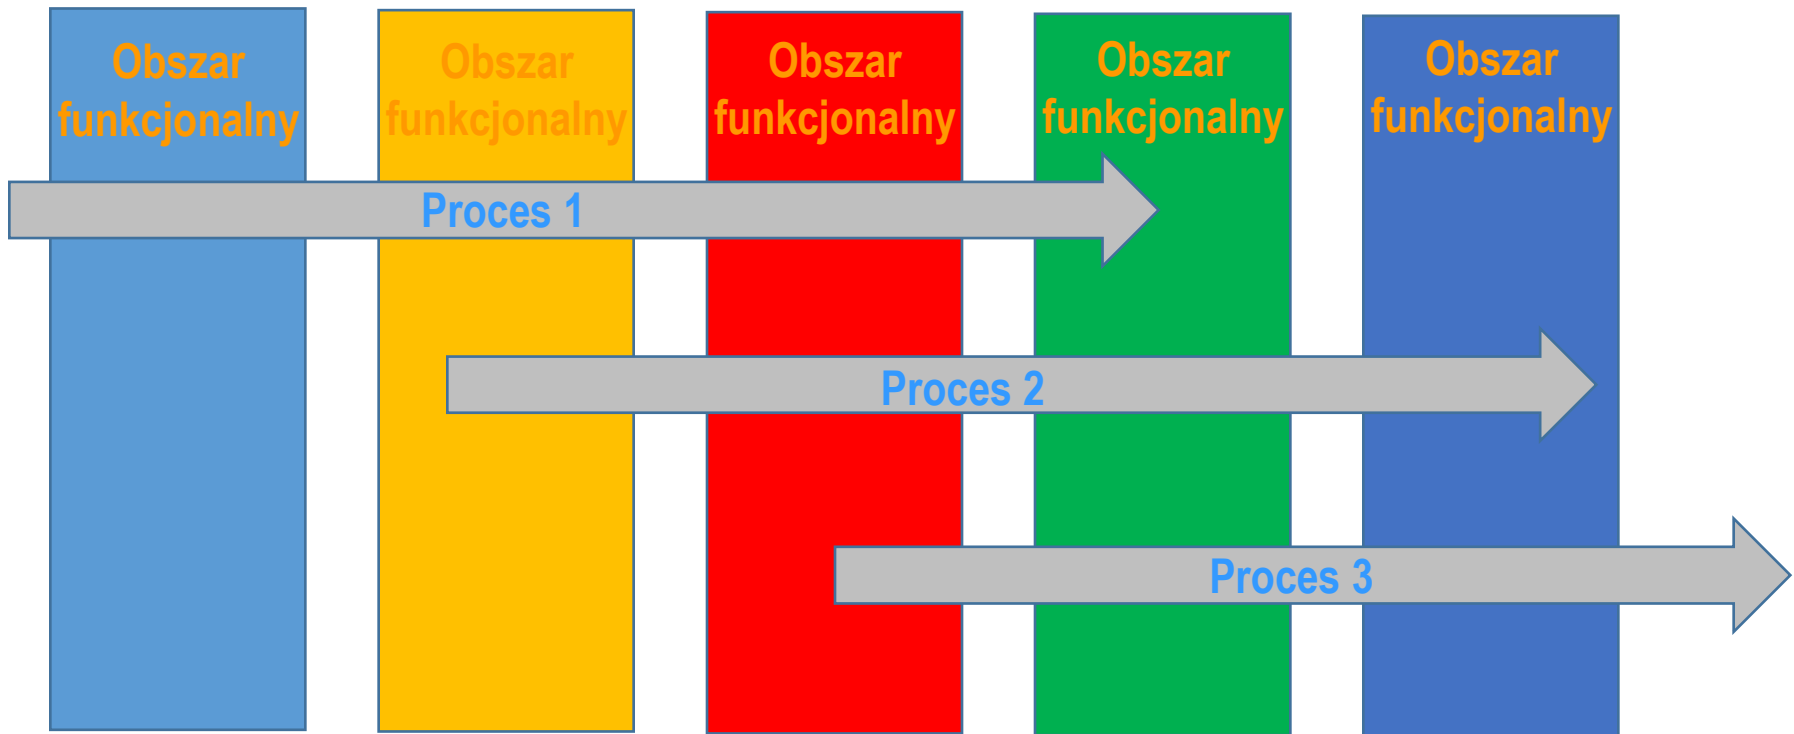 Obszar
funkcjonalny
Obszar
funkcjonalny
Obszar
funkcjonalny
Obszar
funkcjonalny
Obszar
funkcjonalny
Proces 1
Proces 2
Proces 3